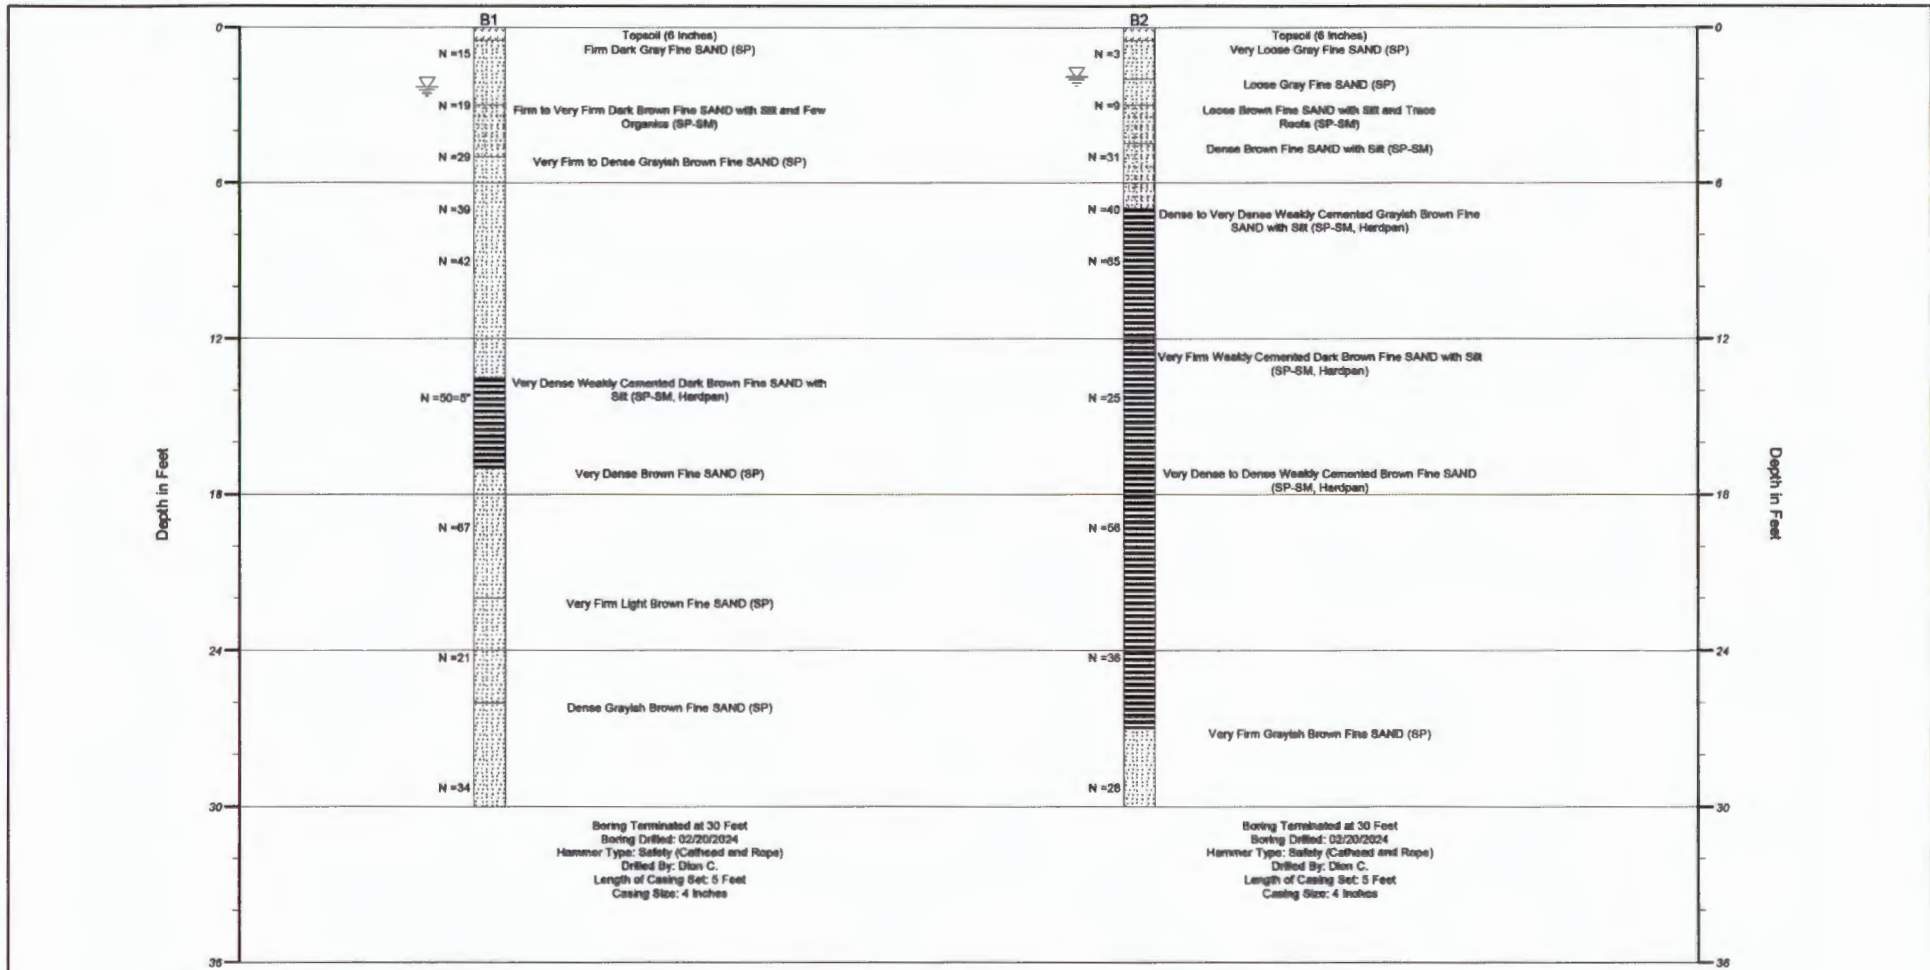 B1
B2
0
Topsoil (6 Inches)
Firm Dark Gray Fine SAND (SP)
N =15
N =19
Firm to Very Firm Dark Brown Fine SAND with Silt and Few
Organics (SP-SM)
N =29
Very Firm to Dense Grayish Brown Fine SAND (SP)
6
N =39
N =42
12
Very Dense Weakly Cemented Dark Brown Fine SAND with
Silt (SP-SM, Hardpan)
N =50=5"
Very Dense Brown Fine SAND (SP)
18
N =67
Very Firm Light Brown Fine SAND (SP)
24
N =21
Dense Grayish Brown Fine SAND (SP)
N =34
30
Boring Terminated at 30 Feet
Boring Drilled: 02/20/2024
Hammer Type: Safety (Cathead and Rope)
Drilled By: Dion C.
Length of Casing Set: 5 Feet
Casing Size: 4 Inches
36
Depth in Feet
Topsoil (6 Inches)
0
Very Loose Gray Fine SAND (SP)
N =3
Loose Gray Fine SAND (SP)
N =9
Loose Brown Fine SAND with Silt and Trace
Roots (SP-SM)
Dense Brown Fine SAND with Silt (SP-SM)
N =31
6
N =40
Dense to Very Dense Weakly Cemented Grayish Brown Fine
SAND with Silt (SP-SM, Hardpan)
N =65
12
Very Firm Weakly Cemented Dark Brown Fine SAND with Silt
(SP-SM, Hardpan)
N =25
Very Dense to Dense Weakly Cemented Brown Fine SAND
(SP-SM, Hardpan)
18
N =56
24
N =36
Very Firm Grayish Brown Fine SAND (SP)
N =28
30
Boring Terminated at 30 Feet
Boring Drilled: 02/20/2024
Hammer Type: Safety (Cathead and Rope)
Drilled By: Dion C.
Length of Casing Set: 5 Feet
Casing Size: 4 Inches
36
Depth in Feet